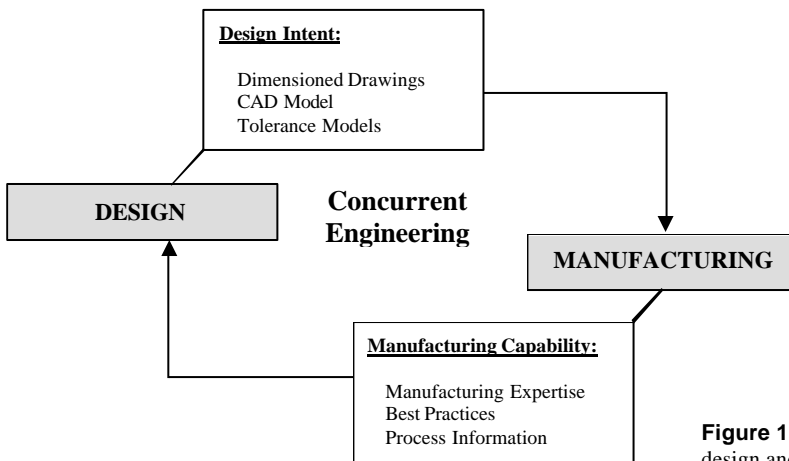 Design Intent:
Dimensioned Drawings
CAD Model
Tolerance Models
DESIGN
Concurrent
Engineering
MANUFACTURING
Manufacturing Capability:
Manufacturing Expertise
Best Practices
Process Information
Figure 1
design and